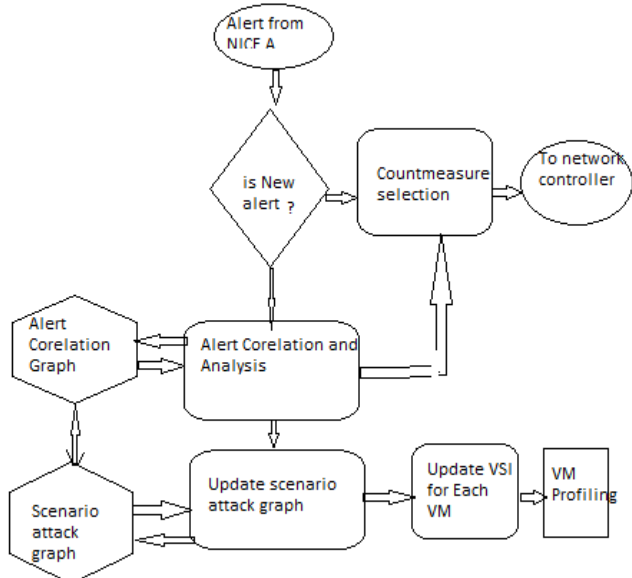 Alert from
NICE A
is New
alert ?
Countmeasure
selection
To network
controller
Alert
Corelation
Graph
Alert Corelation and
Analysis
Scenario
attack
graph
Update scenario
attack graph
Update VSI
for Each
VM
VM
Profiling